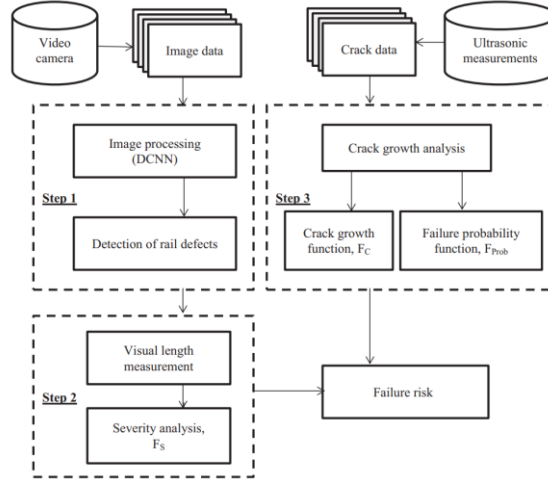 Video
camera
Image data
Crack data
Ultrasonic
measurements
Image processing
(DCNN)
Step 1
Detection of rail defects
Crack growth analysis
Step 3
Crack growth
function, FC
Failure probability
function, FProb
Visual length
measurement
Step 2
Severity analysis,
FS
Failure risk